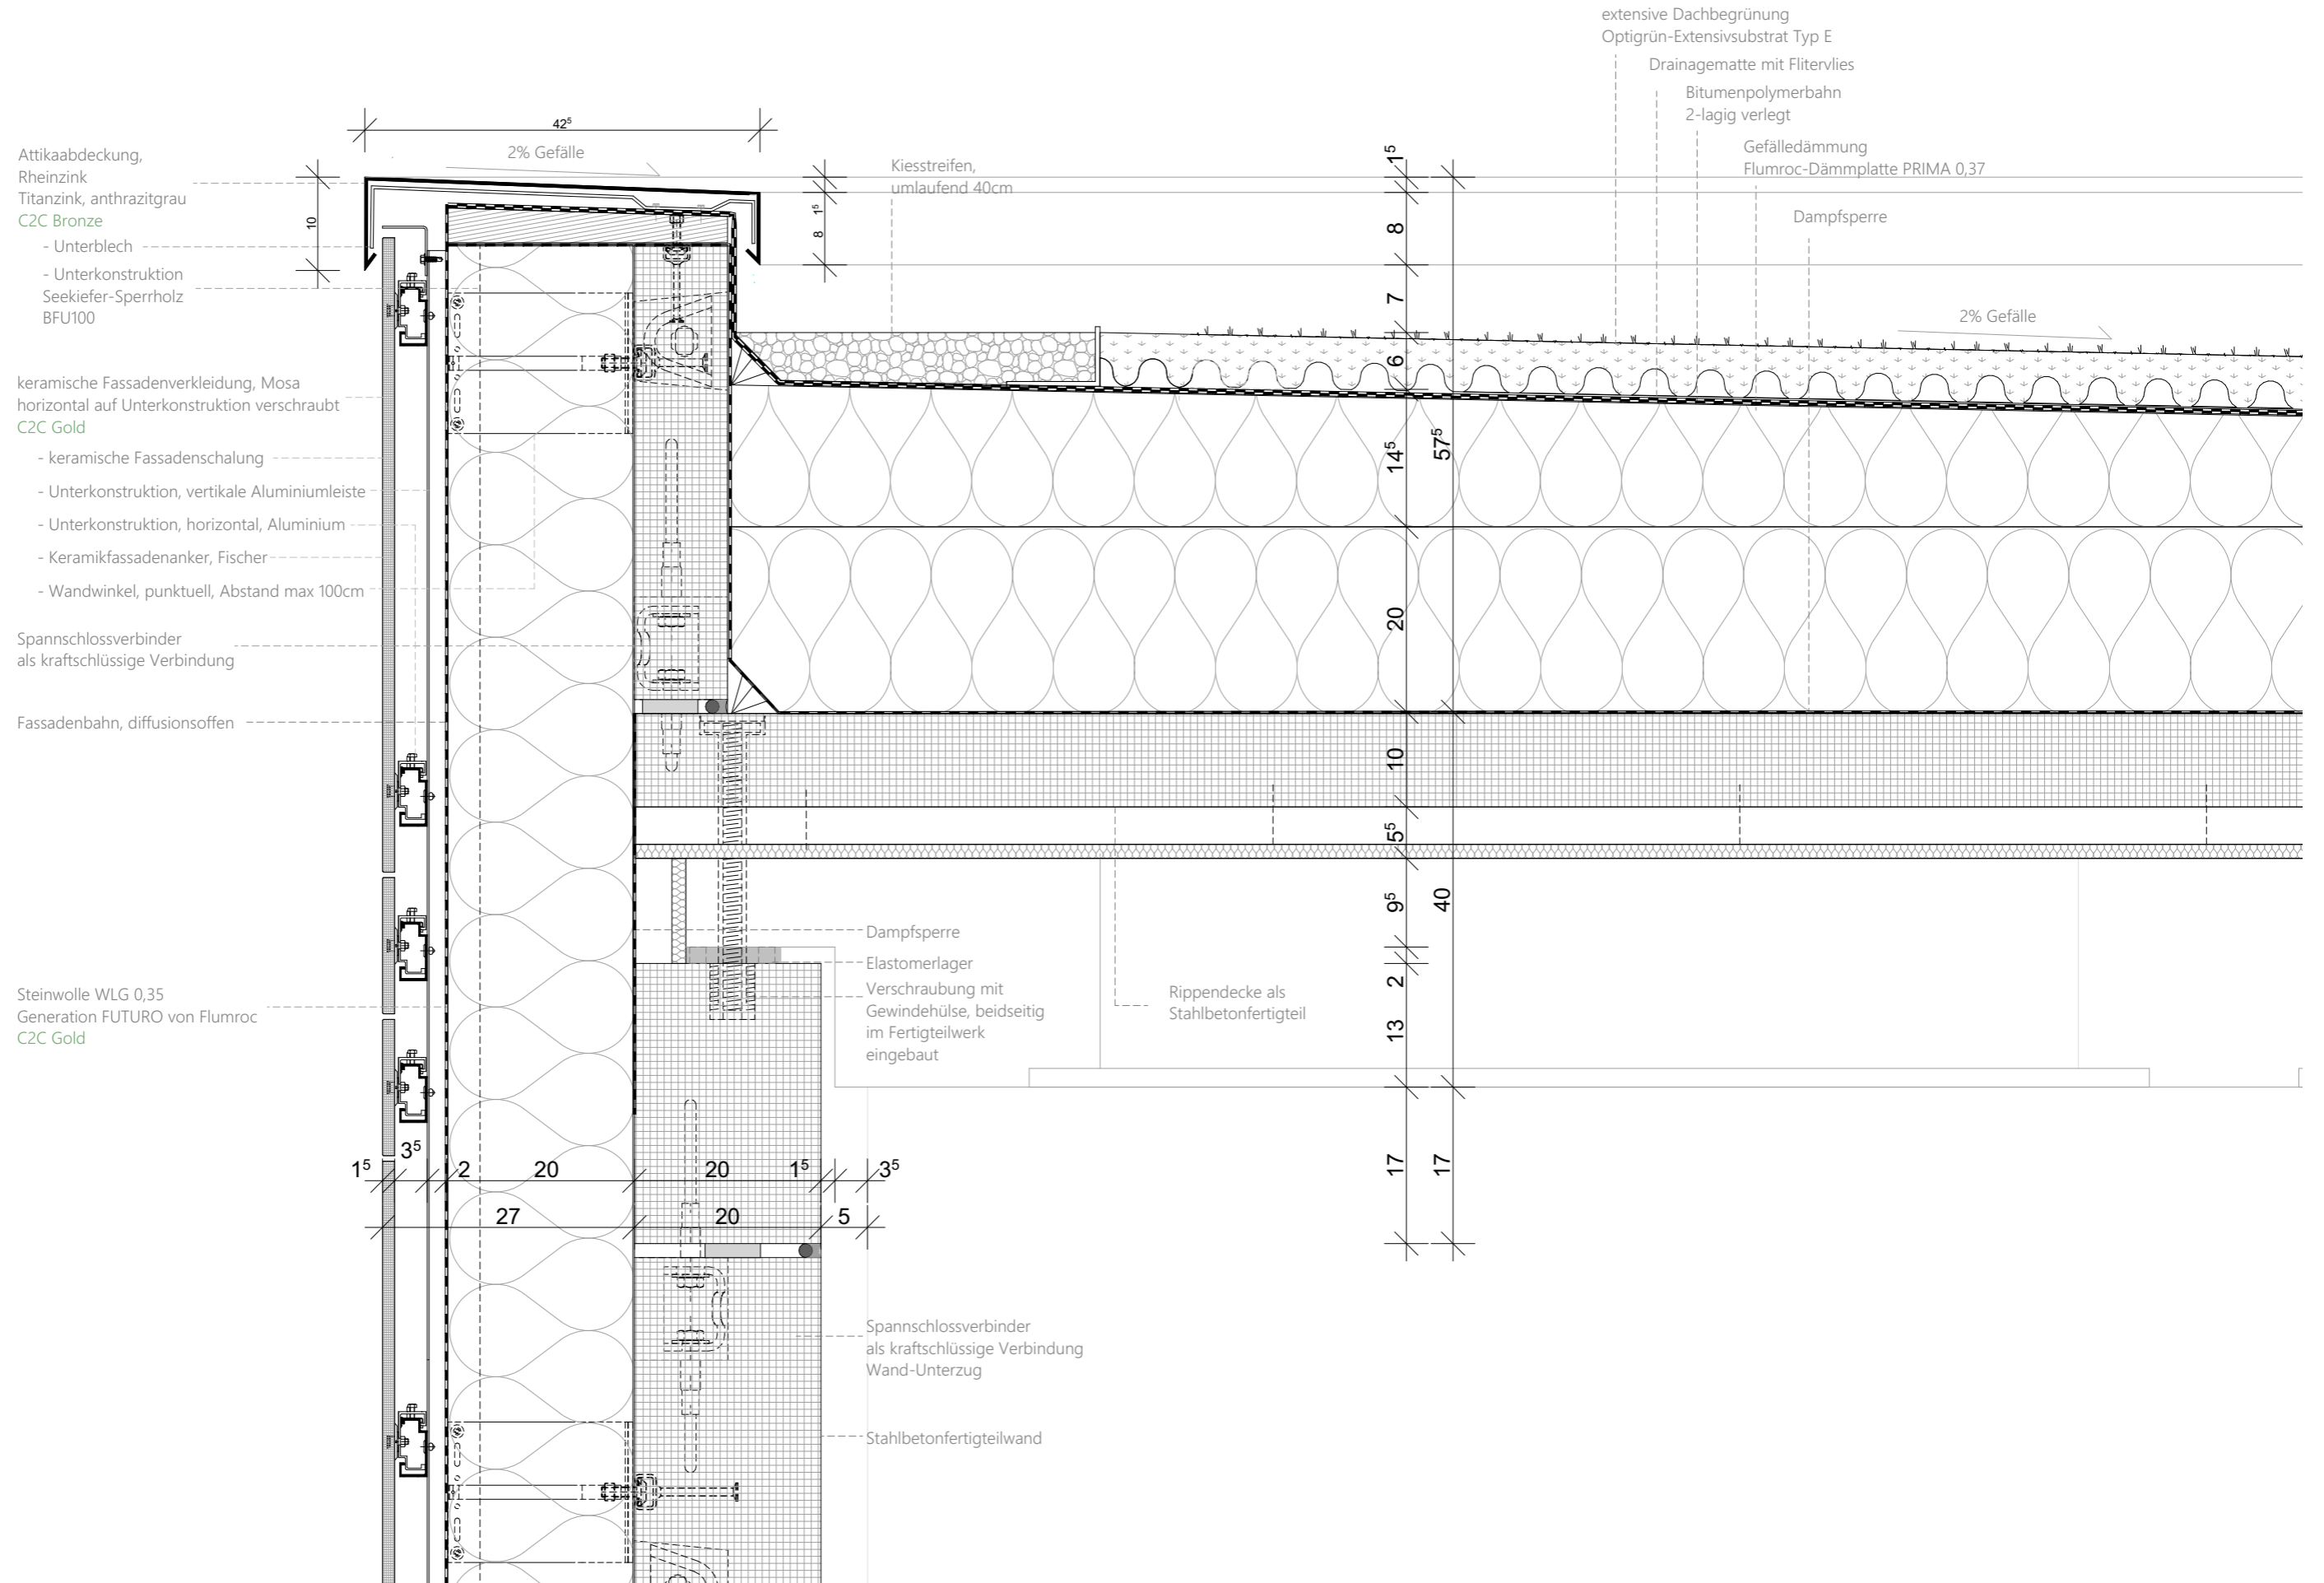 extensive Dachbegrünung
Optigrün-Extensivsubstrat Typ E
Drainagematte mit Flitervlies
Bitumenpolymerbahn
2-lagig verlegt
Gefälledämmung
Flumroc-Dämmplatte PRIMA 0,37
Dampfsperre
2% Gefälle
42⁵
2% Gefälle
Kiesstreifen,
umlaufend 40cm
10
1⁵
8
Attikaabdeckung,
Rheinzink
Titanzink, anthrazitgrau
C2C Bronze
- Unterblech
- Unterkonstruktion
Seekiefer-Sperrholz
BFU100
keramische Fassadenverkleidung, Mosa
horizontal auf Unterkonstruktion verschraubt
C2C Gold
- keramische Fassadenschalung
- Unterkonstruktion, vertikale Aluminiumleiste
- Unterkonstruktion, horizontal, Aluminium
- Keramikfassadenanker, Fischer
- Wandwinkel, punktuell, Abstand max 100cm
Spannschlossverbinder
als kraftschlüssige Verbindung
Fassadenbahn, diffusionsoffen
Steinwolle WLG 0,35
Generation FUTURO von Flumroc
C2C Gold
1⁵
8
7
6
14⁵
20
10
5⁵
9⁵
2
13
17
57⁵
40
17
Dampfsperre
Elastomerlager
Verschraubung mit
Gewindehülse, beidseitig
im Fertigteilwerk
eingebaut
Rippendecke als
Stahlbetonfertigteil
1⁵ 3⁵ 2 20 20 1⁵ 3⁵
27 20 5
Spannschlossverbinder
als kraftschlüssige Verbindung
Wand-Unterzug
Stahlbetonfertigteilwand